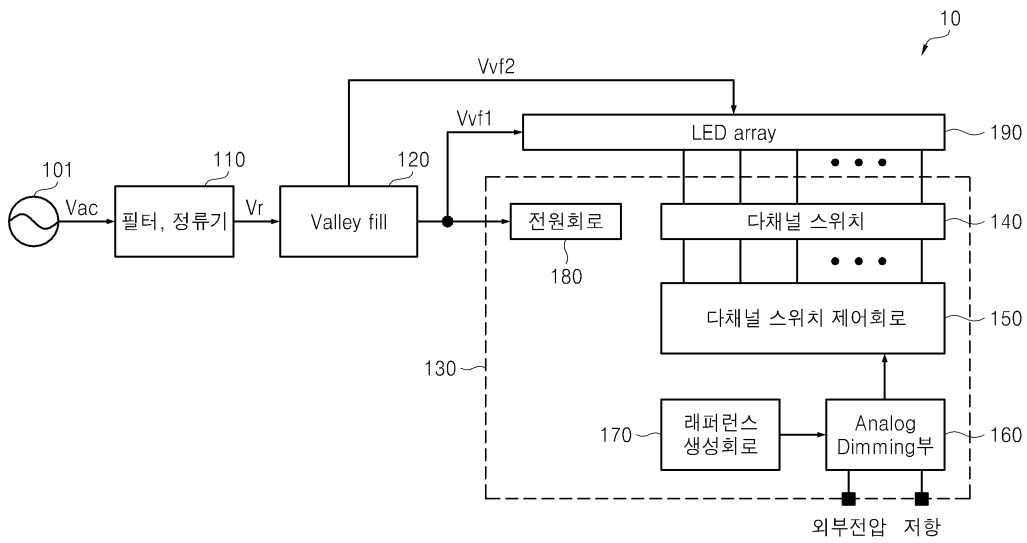 10
Vvf2
Vvf1
LED array
190
101
110
120
Vac
필터, 정류기
Vr
Valley fill
전원회로
180
다채널 스위치
140
다채널 스위치 제어회로
150
130
170
래퍼런스
생성회로
Analog
Dimming부
160
외부전압
저항